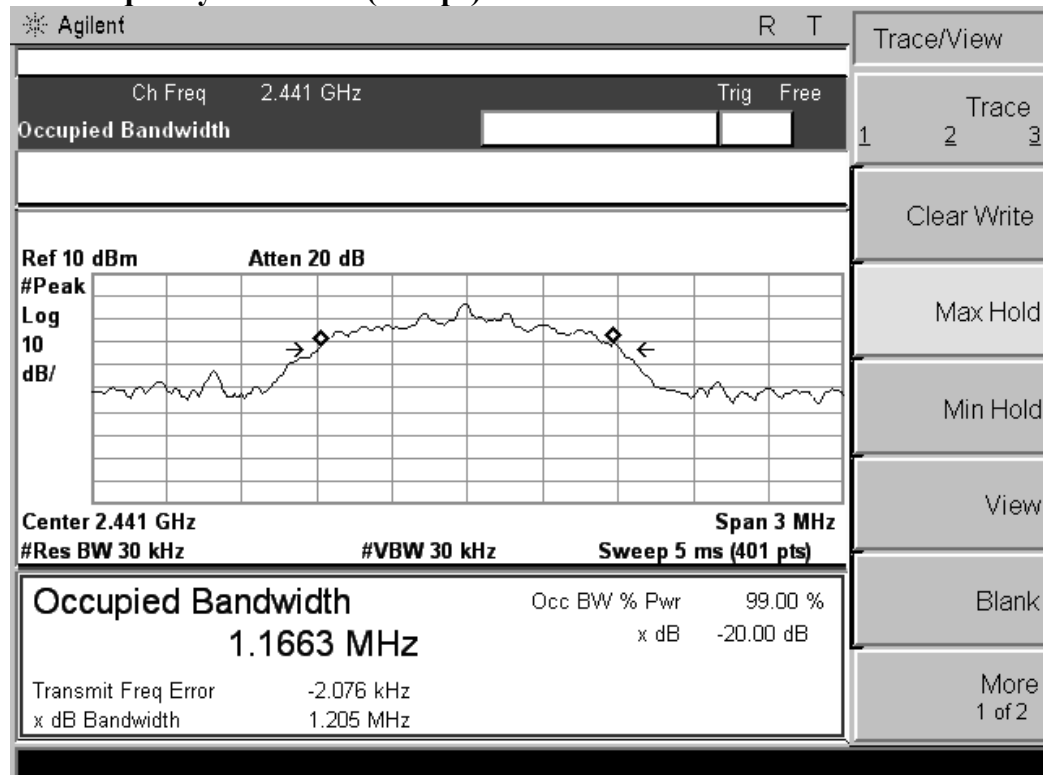 Agilent R T
Trace/View
Ch Freq 2.441 GHz Trig Free
Occupied Bandwidth
Trace
1 2 3
Clear Write
Ref 10 dBm Atten 20 dB
#Peak
Log
10
dB/
Max Hold
Min Hold
View
Center 2.441 GHz Span 3 MHz
#Res BW 30 kHz #VBW 30 kHz Sweep 5 ms (401 pts)
Occupied Bandwidth
1.1663 MHz
Occ BW % Pwr 99.00 %
x dB -20.00 dB
Transmit Freq Error -2.076 kHz
x dB Bandwidth 1.205 MHz
Blank
More
1 of 2